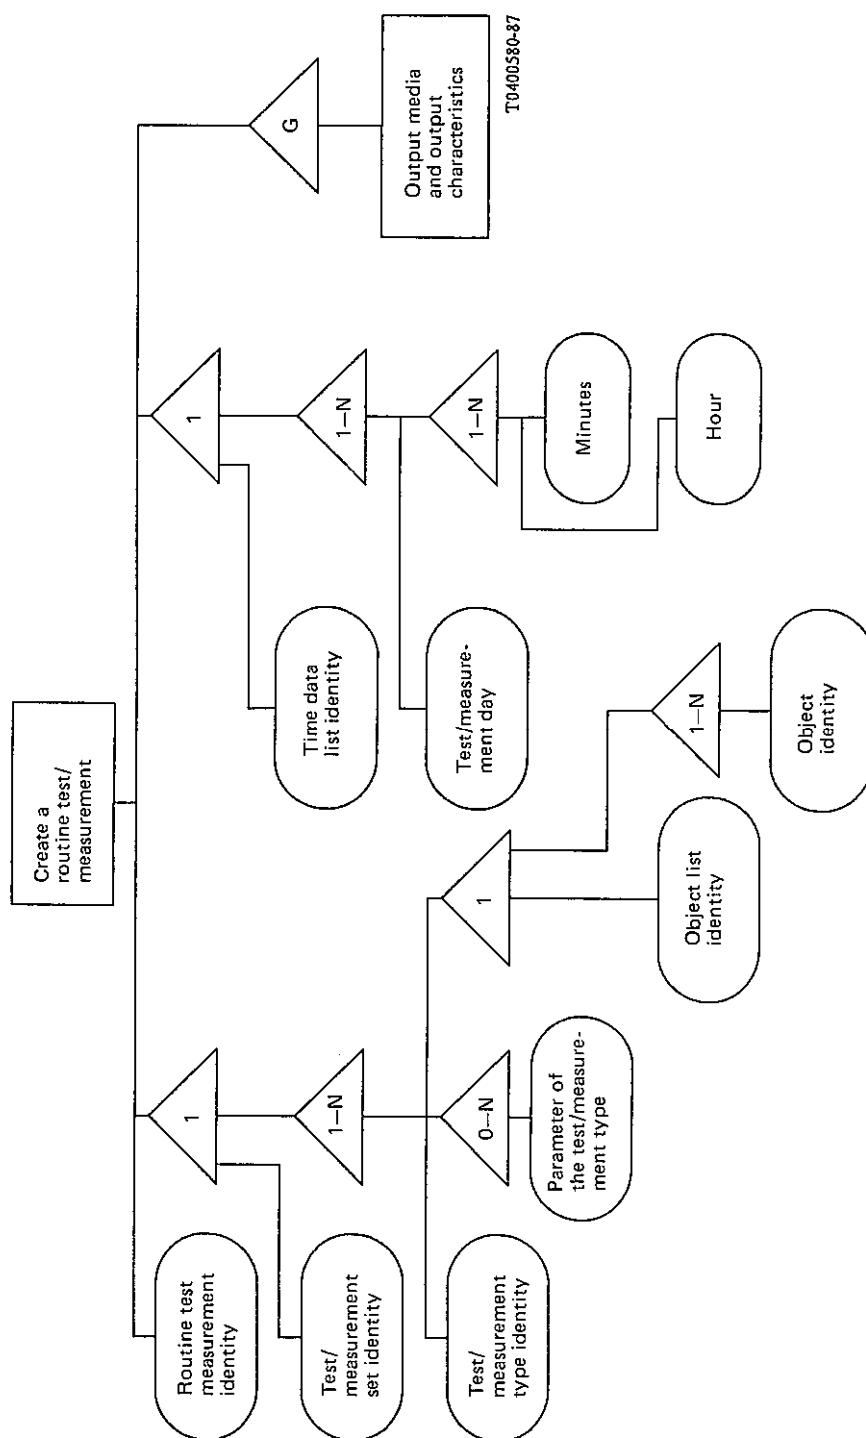 Create a
routine test/
measurement
Routine test
measurement
identity
1
1
G
Test/
measurement
set identity
1—N
Time data
list identity
1—N
Output media
and output
characteristics
Test/
measurement
type identity
0—N
1
Test/measure-
ment day
1—N
Parameter of
the test/measure-
ment type
Object list
identity
1—N
Object
identity
Minutes
Hour
T0400580-87